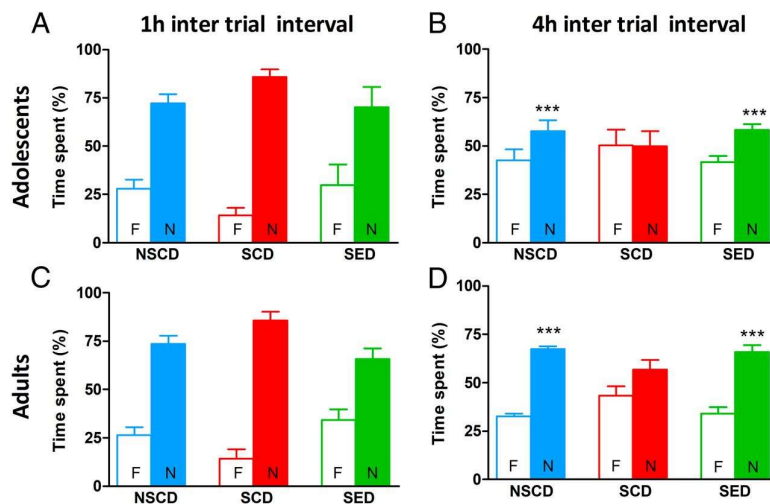 A 1h inter trial interval B 4h inter trial interval
Adolescents
Time spent (%)
100
75
50
25
0
F N F N F N
NSCD SCD SED
Time spent (%)
100
75
50
25
0
*** ***
F N F N F N
NSCD SCD SED
C
Adults
Time spent (%)
100
75
50
25
0
F N F N F N
NSCD SCD SED
D
Time spent (%)
100
75
50
25
0
*** ***
F N F N F N
NSCD SCD SED